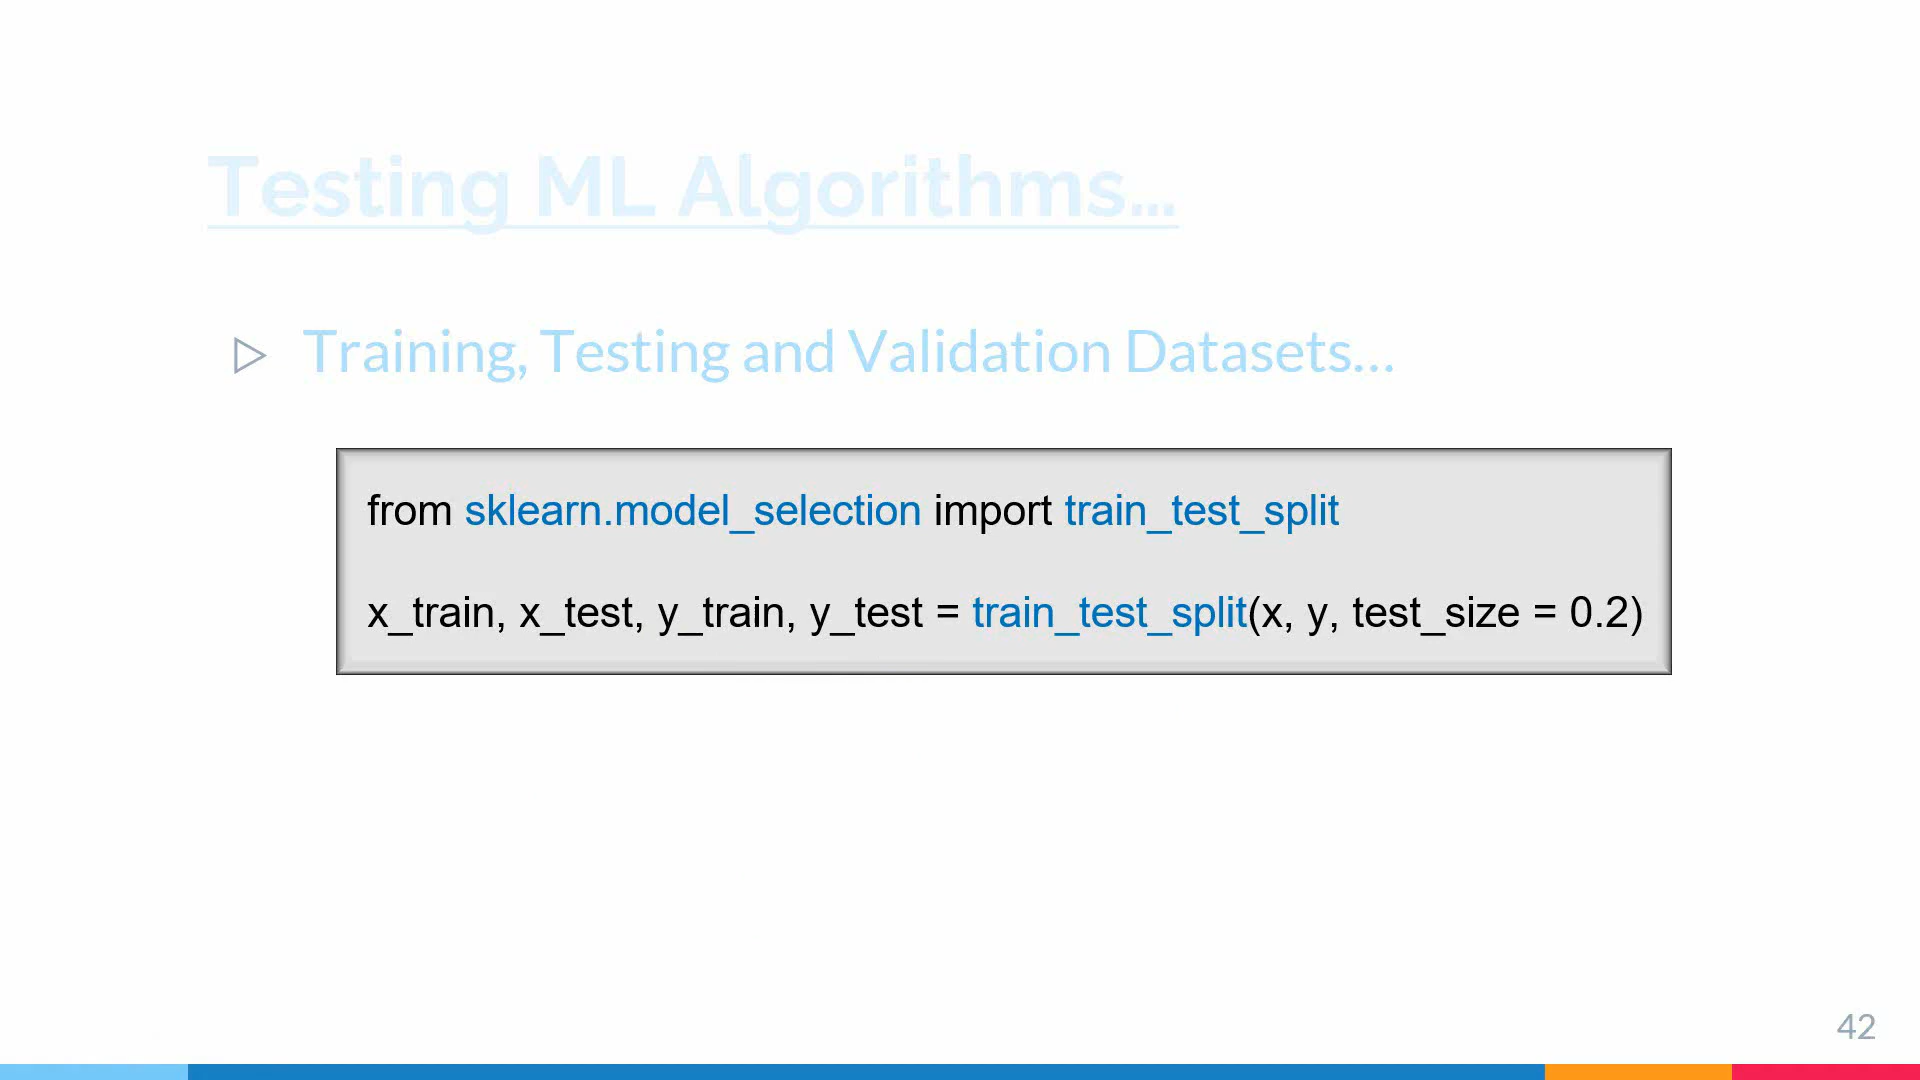 Testing ML Algorithms...
Training, Testing and Validation Datasets...
from sklearn.model_selection import train_test_split
x_train, x_test, y_train, y_test = train_test_split(x, y, test_size = 0.2)
42